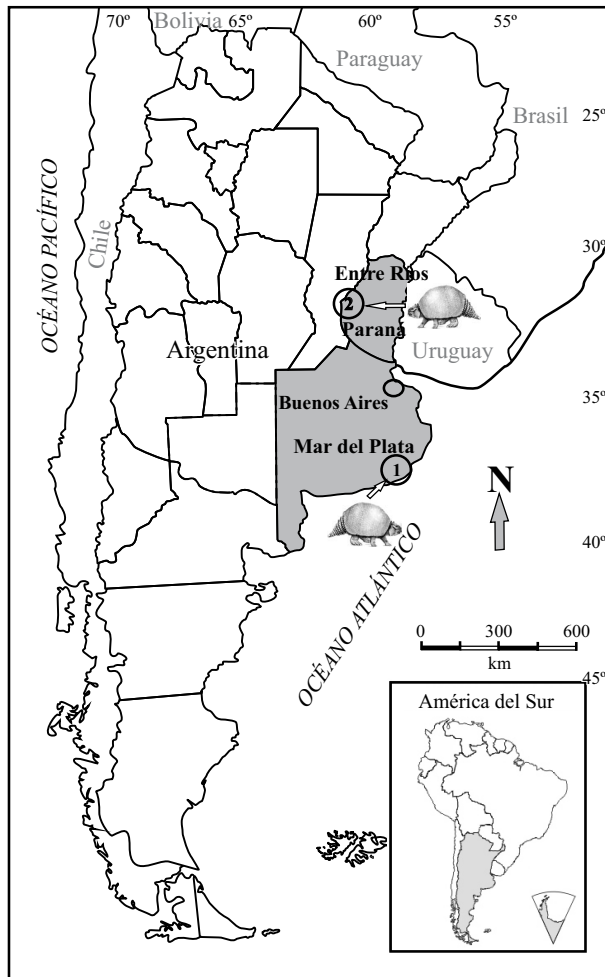 Bolivia
70º 65º 60º 55º
Paraguay
Brasil
25º
OCÉANO PACÍFICO
Chile
30º
Entre Ríos
2
Parana
Argentina
Uruguay
35º
Buenos Aires
Mar del Plata
1
N
40º
OCÉANO ATLÁNTICO
0 300 600
km
45º
América del Sur